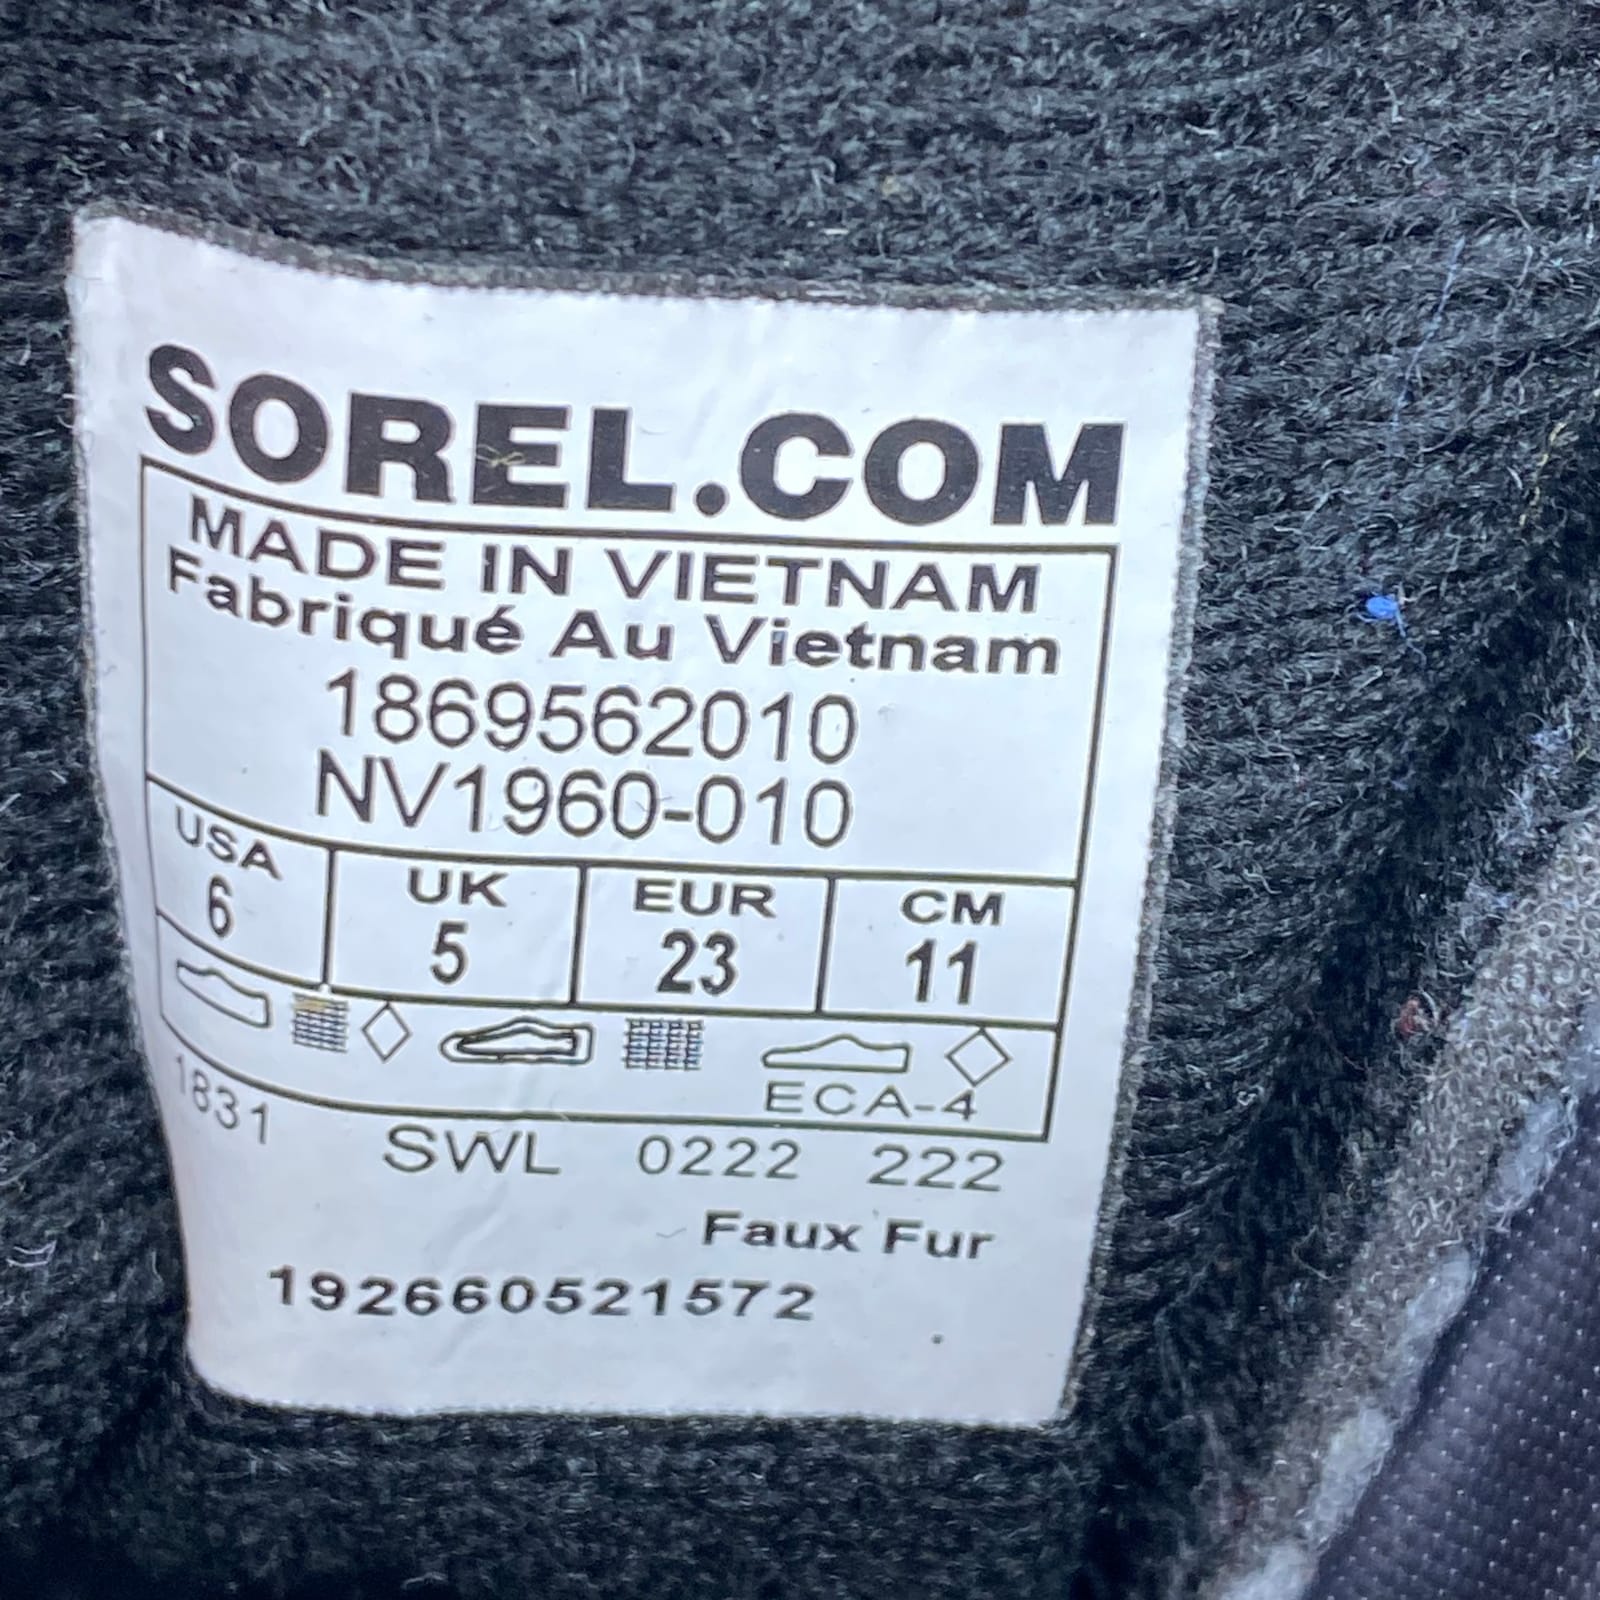 SOREL.COM
MADE IN VIETNAM
Fabriqué Au Vietnam
1869562010
NV1960-010
USA UK EUR CM
6 5 23 11
ECA-4
1831 SWL 0222 222
Faux Fur
192660521572